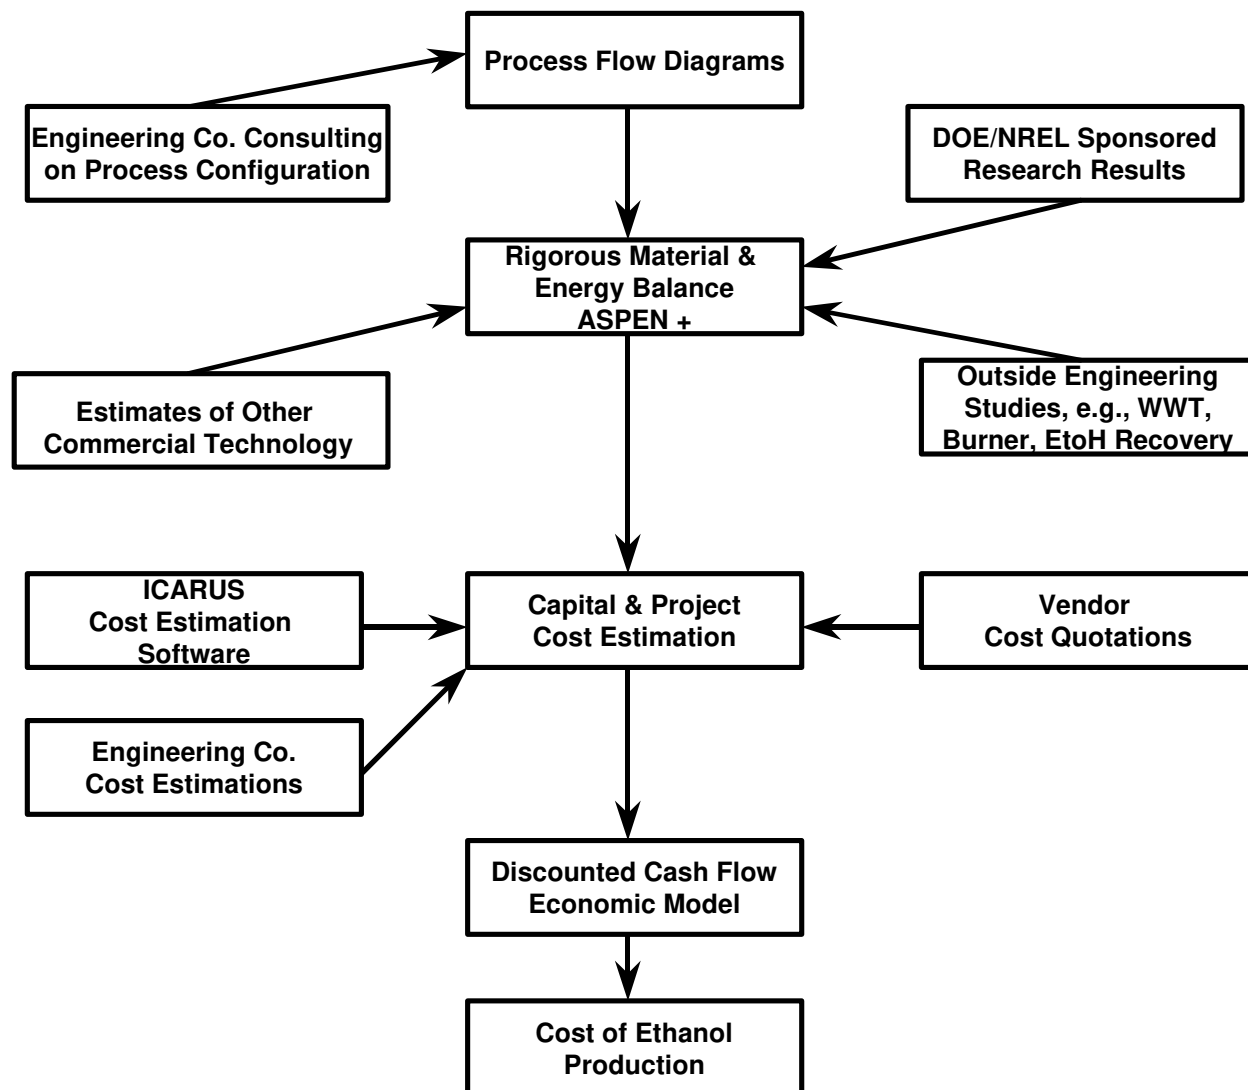 Process Flow Diagrams
Engineering Co. Consulting
on Process Configuration
DOE/NREL Sponsored
Research Results
Rigorous Material &
Energy Balance
ASPEN +
Estimates of Other
Commercial Technology
Outside Engineering
Studies, e.g., WWT,
Burner, EtoH Recovery
ICARUS
Cost Estimation
Software
Capital & Project
Cost Estimation
Vendor
Cost Quotations
Engineering Co.
Cost Estimations
Discounted Cash Flow
Economic Model
Cost of Ethanol
Production